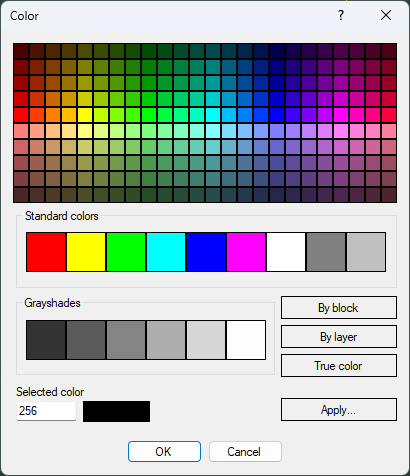 Color ?
Standard colors
Grayshades
By block
By layer
True color
Selected color
256
Apply...
OK
Cancel